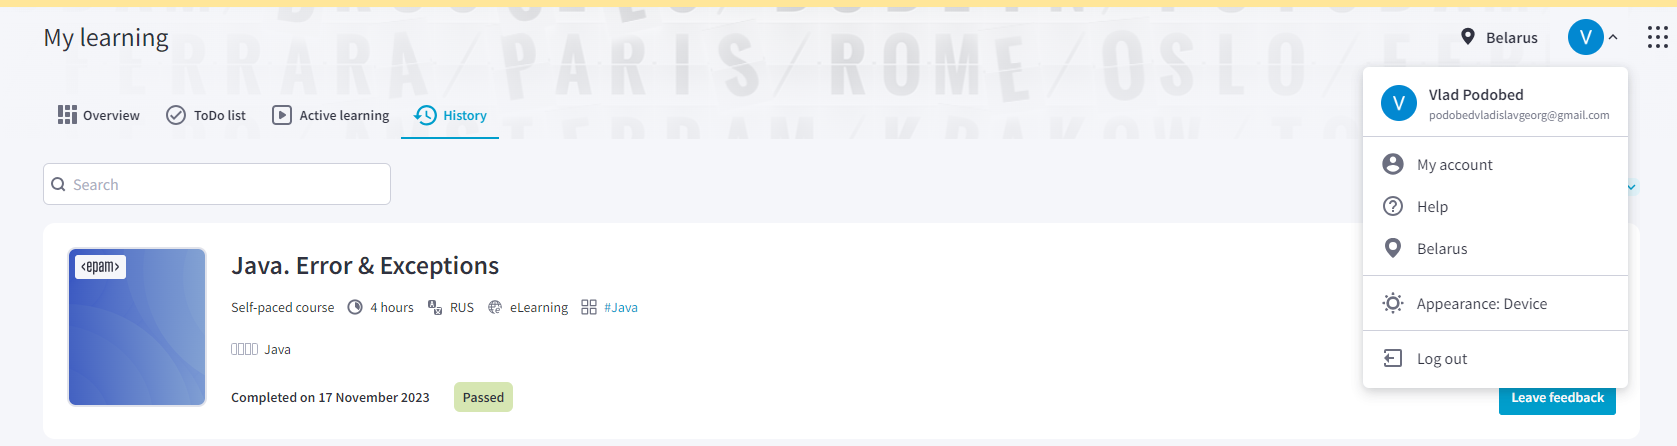 My learning
FERRARA / PARIS / ROME / OSLO /
Belarus
V
Overview
ToDo list
Active learning
History
Vlad Podobed
podobedvladislavgeorg@gmail.com
My account
Help
Belarus
Appearance: Device
Log out
Search
<epam>
Java. Error & Exceptions
Self-paced course 4 hours RUS eLearning #Java
Java
Completed on 17 November 2023 Passed
Leave feedback